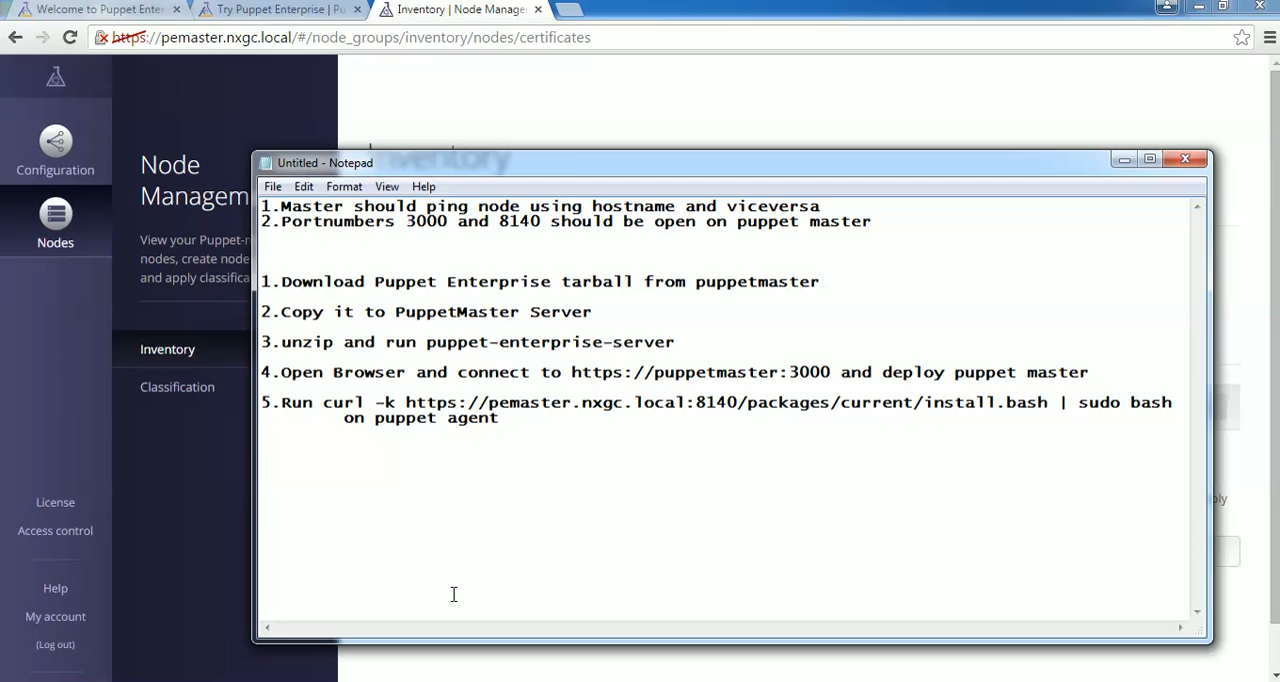 Welcome to Puppet Enter
Try Puppet Enterprise | Pu
Inventory | Node Manage
https://pemaster.nxgc.local/#/node_groups/inventory/nodes/certificates
Configuration
Nodes
License
Access control
Help
My account
(Log out)
Node
Managem
View your Puppet-m
nodes, create node
and apply classifica
Inventory
Classification
Inventory
Untitled - Notepad
File Edit Format View Help
1.Master should ping node using hostname and viceversa
2.Portnumbers 3000 and 8140 should be open on puppet master
1.Download Puppet Enterprise tarball from puppetmaster
2.Copy it to PuppetMaster Server
3.unzip and run puppet-enterprise-server
4.Open Browser and connect to https://puppetmaster:3000 and deploy puppet master
5.Run curl -k https://pemaster.nxgc.local:8140/packages/current/install.bash | sudo bash
on puppet agent
bly